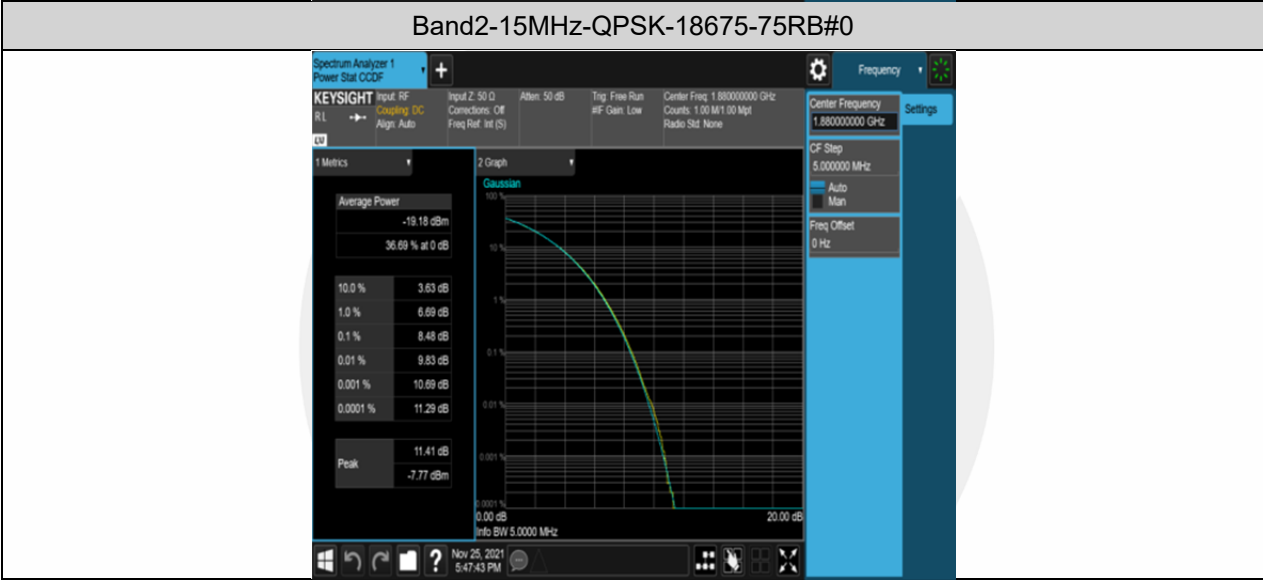 Band2-15MHz-QPSK-18675-75RB#0
Spectrum Analyzer 1
Power Stat CCDF
+
Frequency
KEYSIGHT
R L
LXI
Input: RF
Coupling: DC
Align: Auto
Input Z: 50 Ω
Corrections: Off
Freq Ref: Int (S)
Atten: 50 dB
Trig: Free Run
#IF Gain: Low
Center Freq: 1.880000000 GHz
Counts: 1.00 M/1.00 Mpt
Radio Std: None
Center Frequency
1.880000000 GHz
Settings
CF Step
5.000000 MHz
Auto
Man
Freq Offset
0 Hz
1 Metrics
Average Power
-19.18 dBm
36.69 % at 0 dB
10.0 % 3.63 dB
1.0 % 6.69 dB
0.1 % 8.48 dB
0.01 % 9.83 dB
0.001 % 10.69 dB
0.0001 % 11.29 dB
Peak 11.41 dB
-7.77 dBm
2 Graph
Gaussian
100 %
10 %
1 %
0.1 %
0.01 %
0.001 %
0.0001 %
0.00 dB 20.00 dB
Info BW 5.0000 MHz
?
Nov 25, 2021
5:47:43 PM